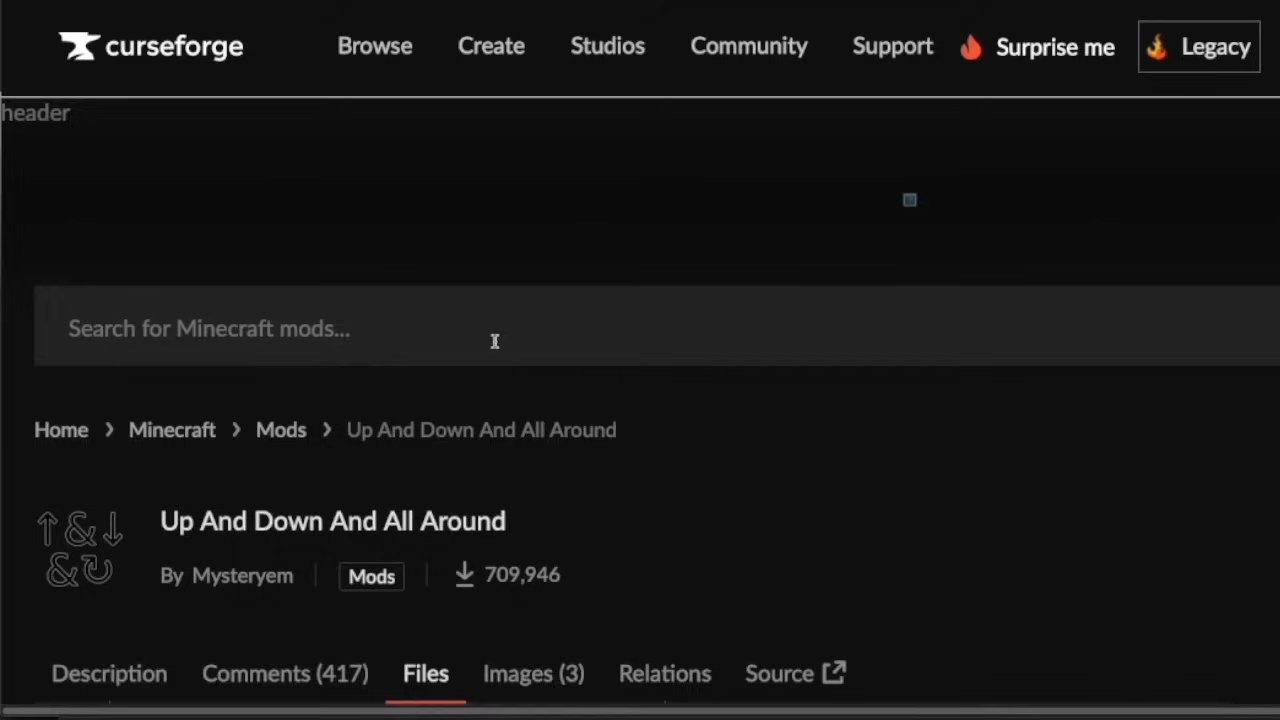 curseforge Browse Create Studios Community Support Surprise me Legacy
header
Search for Minecraft mods...
Home > Minecraft > Mods > Up And Down And All Around
Up And Down And All Around
By Mysteryem Mods 709,946
Description Comments (417) Files Images (3) Relations Source